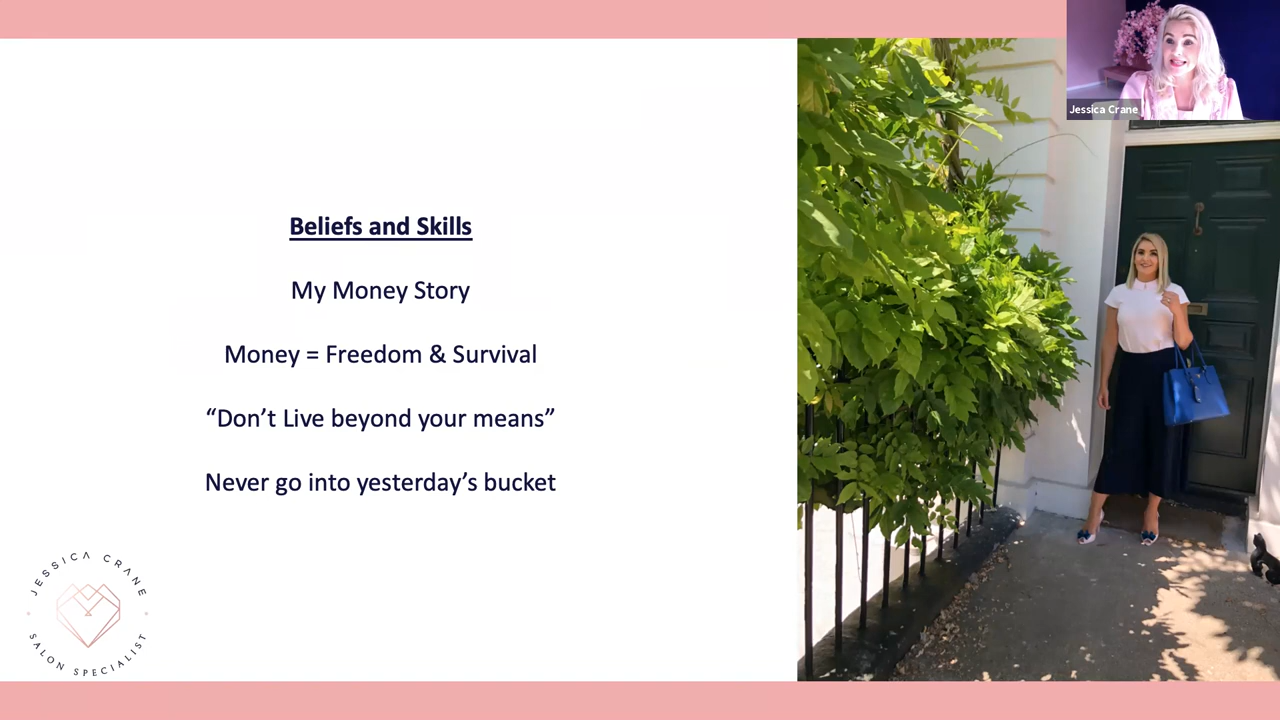 Jessica Crane
Beliefs and Skills
My Money Story
Money = Freedom & Survival
“Don’t Live beyond your means”
Never go into yesterday’s bucket
JESSICA CRANE
SALON SPECIALIST